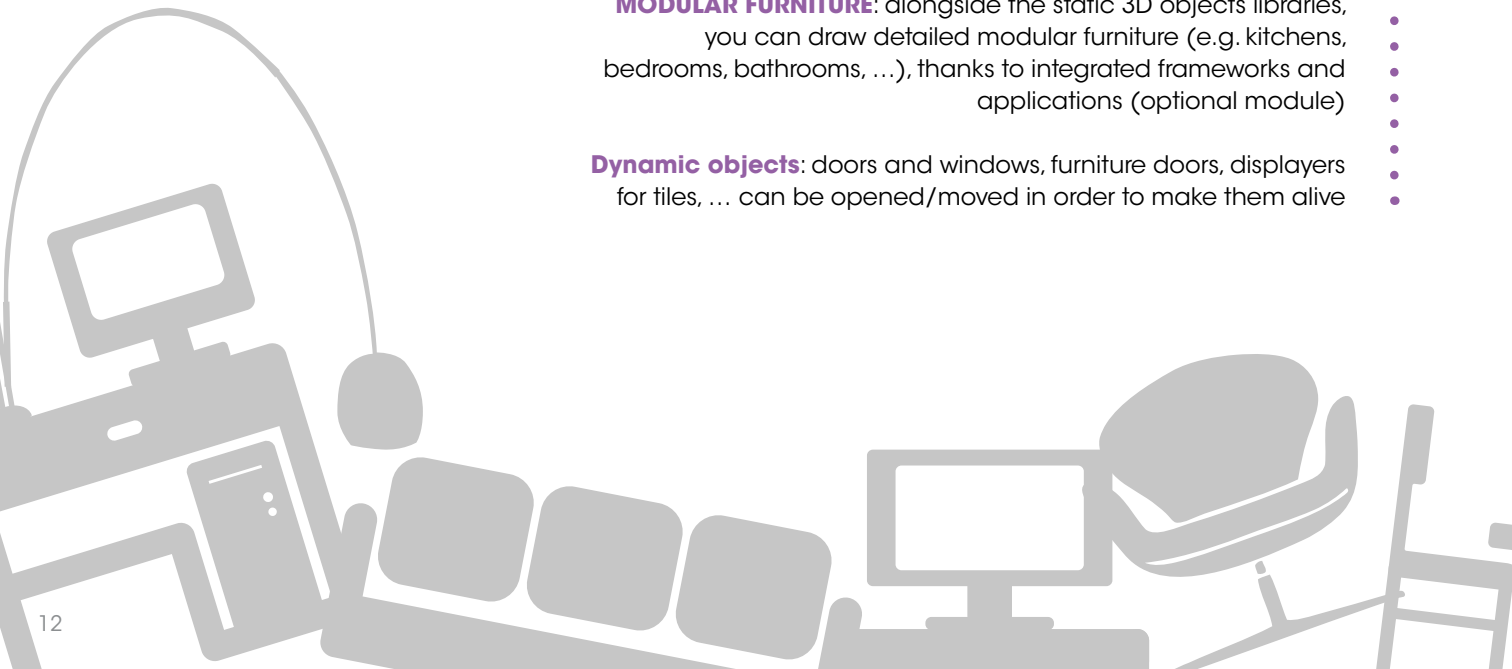 MODULAR FURNITURE: alongside the static 3D objects libraries,
you can draw detailed modular furniture (e.g. kitchens,
bedrooms, bathrooms, …), thanks to integrated frameworks and
applications (optional module)
Dynamic objects: doors and windows, furniture doors, displayers
for tiles, … can be opened/moved in order to make them alive
12